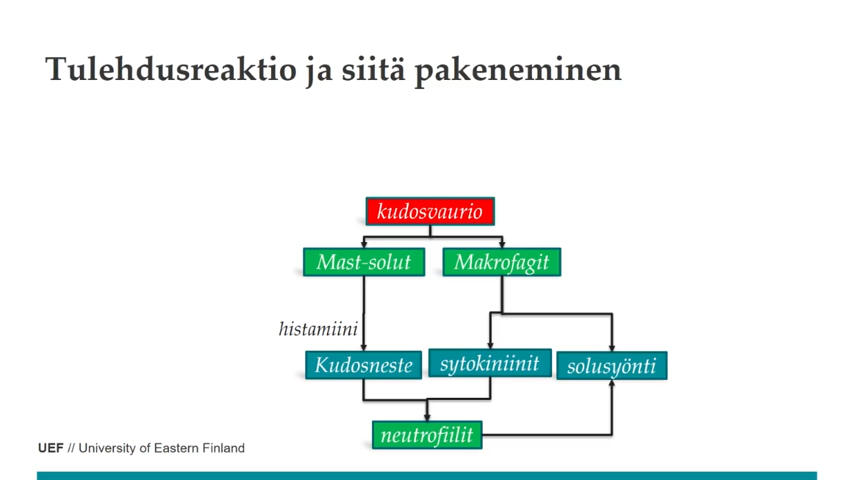 Tulehdusreaktio ja siitä pakeneminen
kudosvaurio
Mast-solut
Makrofagit
histamiini
Kudosneste
sytokiniinit
solusyönti
neutrofiilit
UEF // University of Eastern Finland